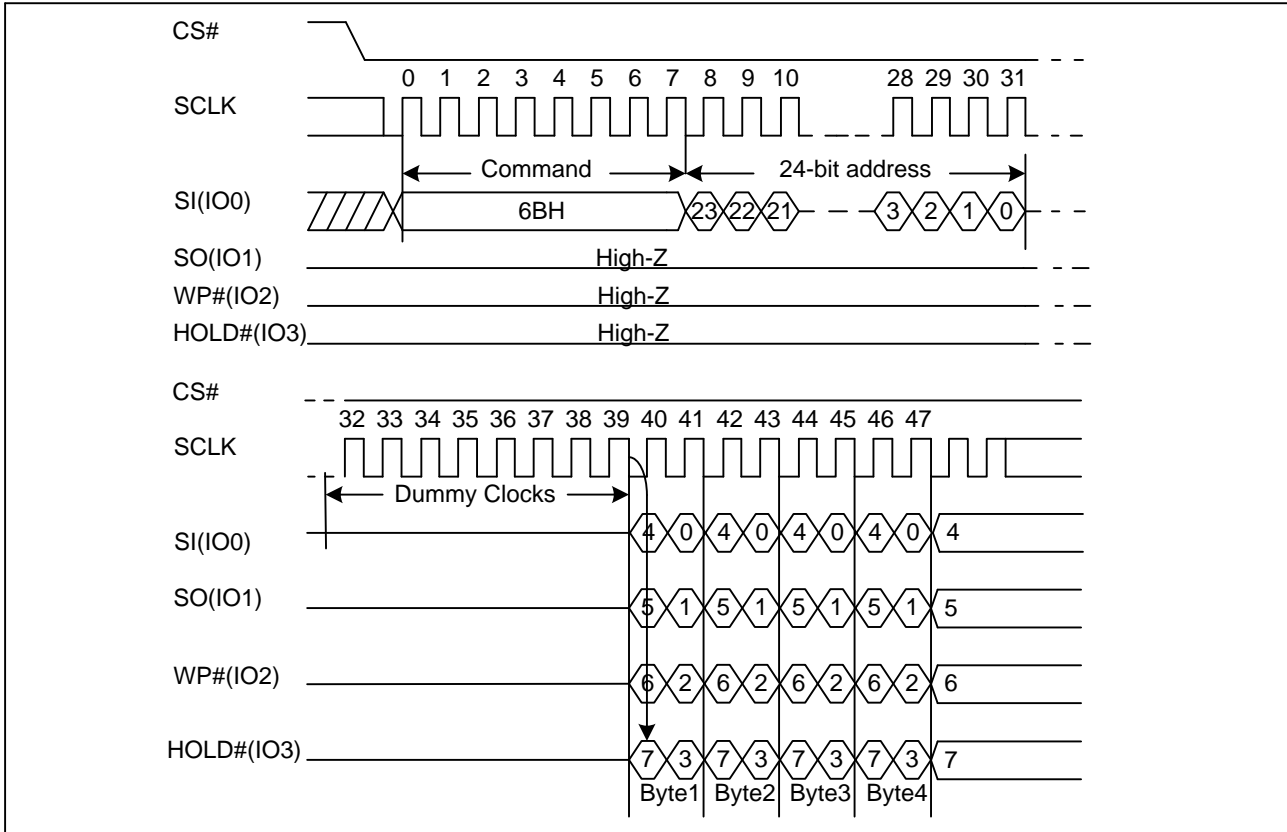 CS#
0 1 2 3 4 5 6 7 8 9 10 28 29 30 31
SCLK
Command 24-bit address
SI(IO0) 6BH 23 22 21 3 2 1 0
SO(IO1) High-Z
WP#(IO2) High-Z
HOLD#(IO3) High-Z
CS#
32 33 34 35 36 37 38 39 40 41 42 43 44 45 46 47
SCLK
Dummy Clocks
SI(IO0) 4 0 4 0 4 0 4 0 4
SO(IO1) 5 1 5 1 5 1 5 1 5
WP#(IO2) 6 2 6 2 6 2 6 2 6
HOLD#(IO3) 7 3 7 3 7 3 7 3 7
Byte1 Byte2 Byte3 Byte4